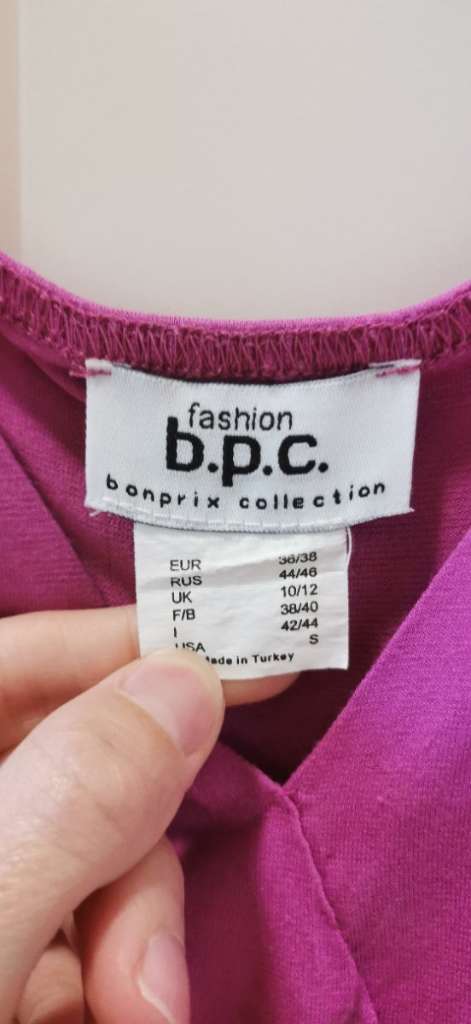 fashion
b.p.c.
bonprix collection
EUR 36/38
RUS 44/46
UK 10/12
F/B 38/40
I 42/44
USA S
Made in Turkey